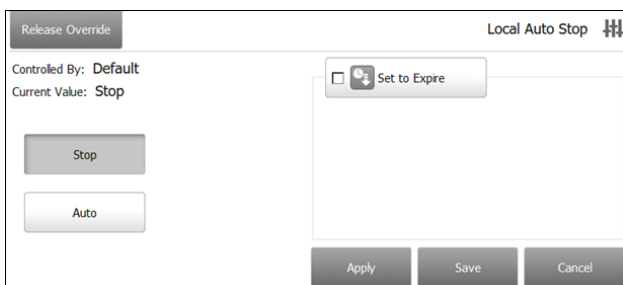 Release Override
Local Auto Stop
Controlled By: Default
Current Value: Stop
Set to Expire
Stop
Auto
Apply
Save
Cancel